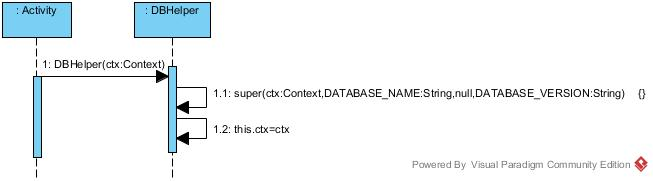 : Activity
: DBHelper
1: DBHelper(ctx:Context)
1.1: super(ctx:Context,DATABASE_NAME:String,null,DATABASE_VERSION:String) {}
1.2: this.ctx=ctx
Powered By Visual Paradigm Community Edition